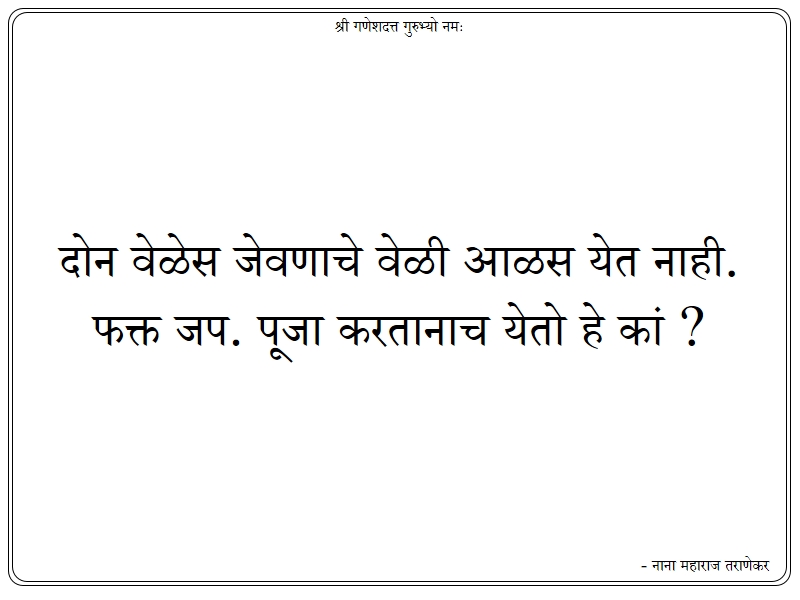 श्री गणेशदत्त गुरुभ्यो नमः
दोन वेळेस जेवणाचे वेळी आळस येत नाही.
फक्त जप. पूजा करतानाच येतो हे कां ?
- नाना महाराज तराणेकर